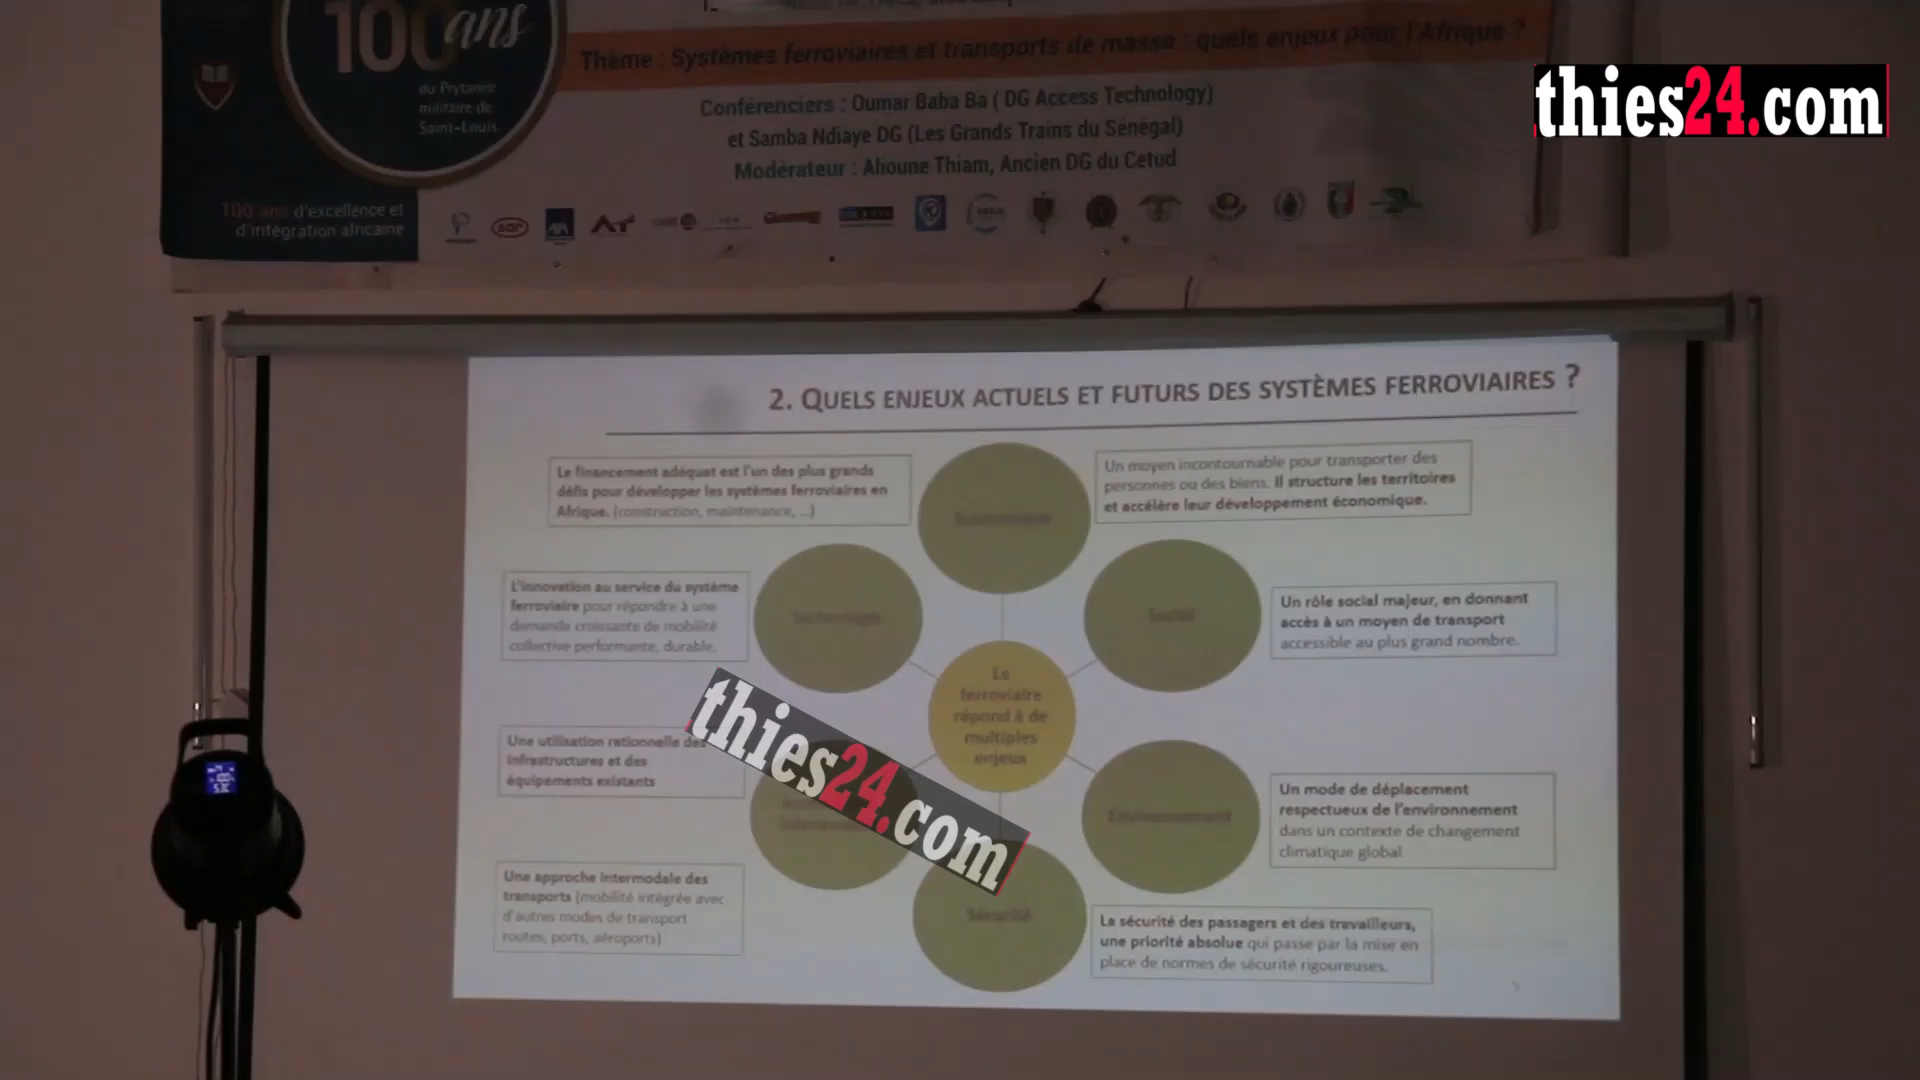 100 ans
du Prytanée
militaire de
Saint-Louis
100 ans d'excellence et
d'intégration africaine
Thème : Systèmes ferroviaires et transports de massa : quels enjeux pour l'Afrique ?
Conférenciers : Oumar Baba Ba ( DG Access Technology)
et Samba Ndiaye DG (Les Grands Trains du Sénégal)
Modérateur : Alioune Thiam, Ancien DG du Cetud
sar
AXA
thies24.com
2. QUELS ENJEUX ACTUELS ET FUTURS DES SYSTÈMES FERROVIAIRES ?
Le financement adéquat est l'un des plus grands
défis pour développer les systèmes ferroviaires en
Afrique. (construction, maintenance, ...)
Economique
Un moyen incontournable pour transporter des
personnes ou des biens. Il structure les territoires
et accélère leur développement économique.
L'innovation au service du système
ferroviaire pour répondre à une
demande croissante de mobilité
collective performante, durable.
Technologie
Social
Un rôle social majeur, en donnant
accès à un moyen de transport
accessible au plus grand nombre.
Le
ferroviaire
répond à de
multiples
enjeux
Une utilisation rationnelle des
infrastructures et des
équipements existants
thies24.com
Environnement
Un mode de déplacement
respectueux de l'environnement
dans un contexte de changement
climatique global
Une approche intermodale des
transports (mobilité intégrée avec
d'autres modes de transport
routes, ports, aéroports)
Sécurité
La sécurité des passagers et des travailleurs,
une priorité absolue qui passe par la mise en
place de normes de sécurité rigoureuses.
5